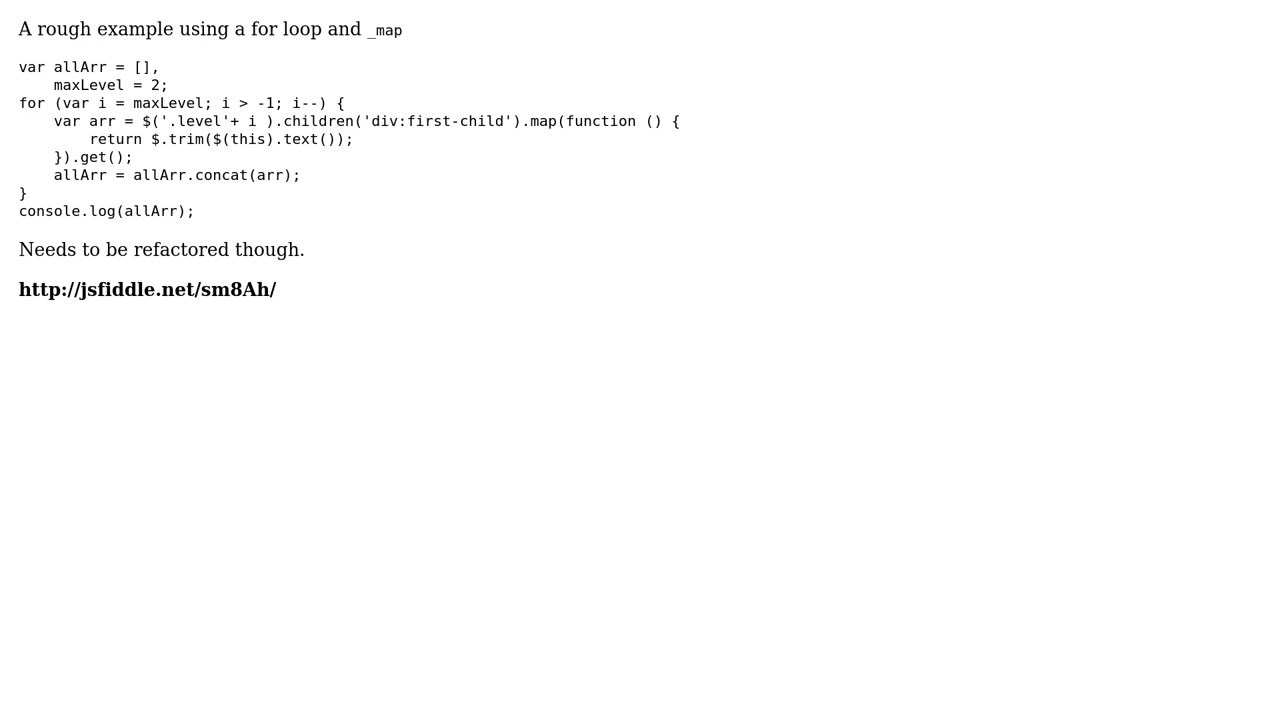 A rough example using a for loop and _map
var allArr = [],
    maxLevel = 2;
for (var i = maxLevel; i > -1; i--) {
    var arr = $('.level'+ i ).children('div:first-child').map(function () {
        return $.trim($(this).text());
    }).get();
    allArr = allArr.concat(arr);
}
console.log(allArr);
Needs to be refactored though.
http://jsfiddle.net/sm8Ah/